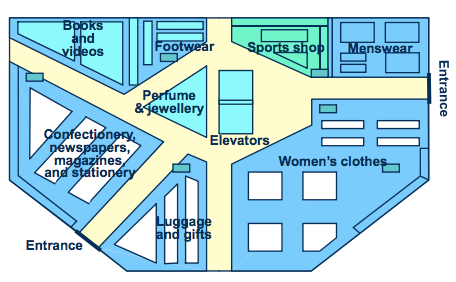 Books
and
videos
Footwear
Sports shop
Menswear
Entrance
Perfume
& jewellery
Elevators
Confectionery,
newspapers,
magazines,
and stationery
Women's clothes
Luggage
and gifts
Entrance